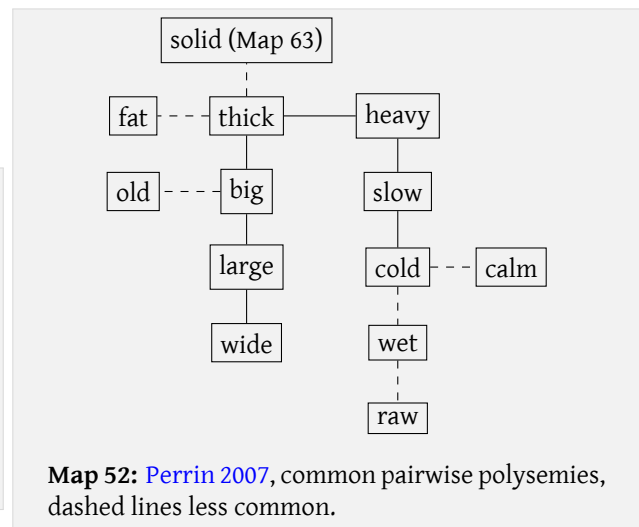 solid (Map 63)
fat thick heavy
old big slow
large cold calm
wide wet
raw
Map 52: Perrin 2007, common pairwise polysemies,
dashed lines less common.